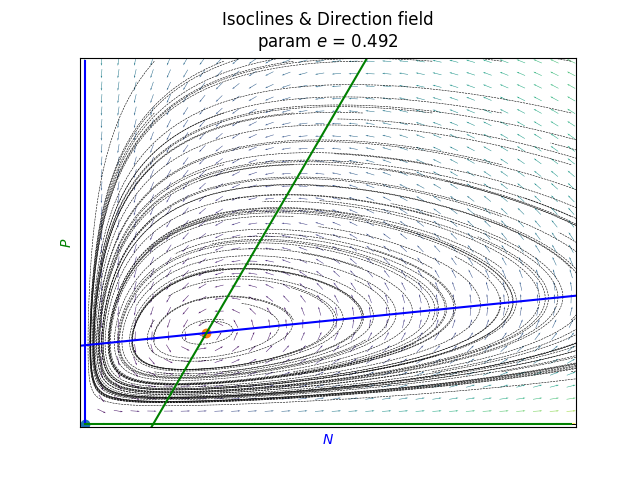 Isoclines & Direction field
param e = 0.492
P
N